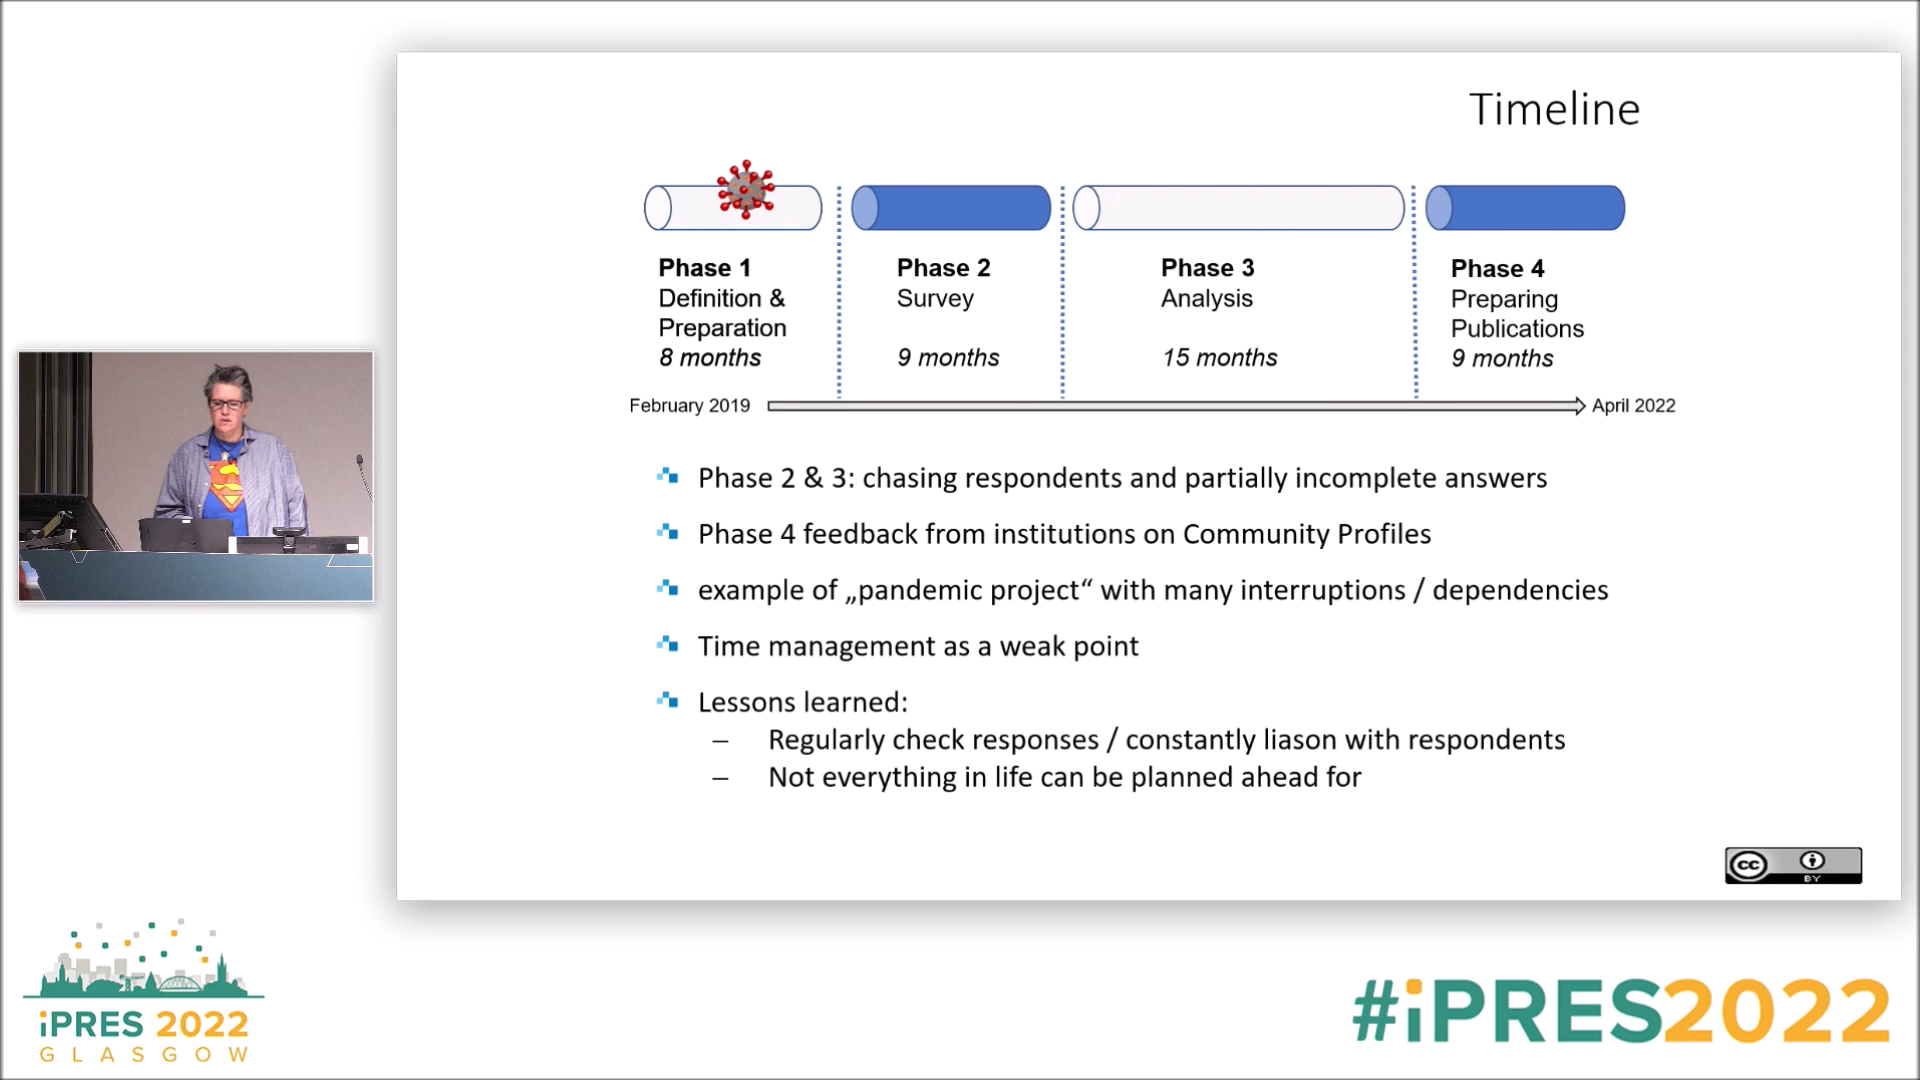 Timeline
Phase 1
Definition &
Preparation
8 months
Phase 2
Survey
9 months
Phase 3
Analysis
15 months
Phase 4
Preparing
Publications
9 months
February 2019
April 2022
Phase 2 & 3: chasing respondents and partially incomplete answers
Phase 4 feedback from institutions on Community Profiles
example of „pandemic project“ with many interruptions / dependencies
Time management as a weak point
Lessons learned:
– Regularly check responses / constantly liason with respondents
– Not everything in life can be planned ahead for
cc
BY
iPRES 2022
GLASGOW
#iPRES2022